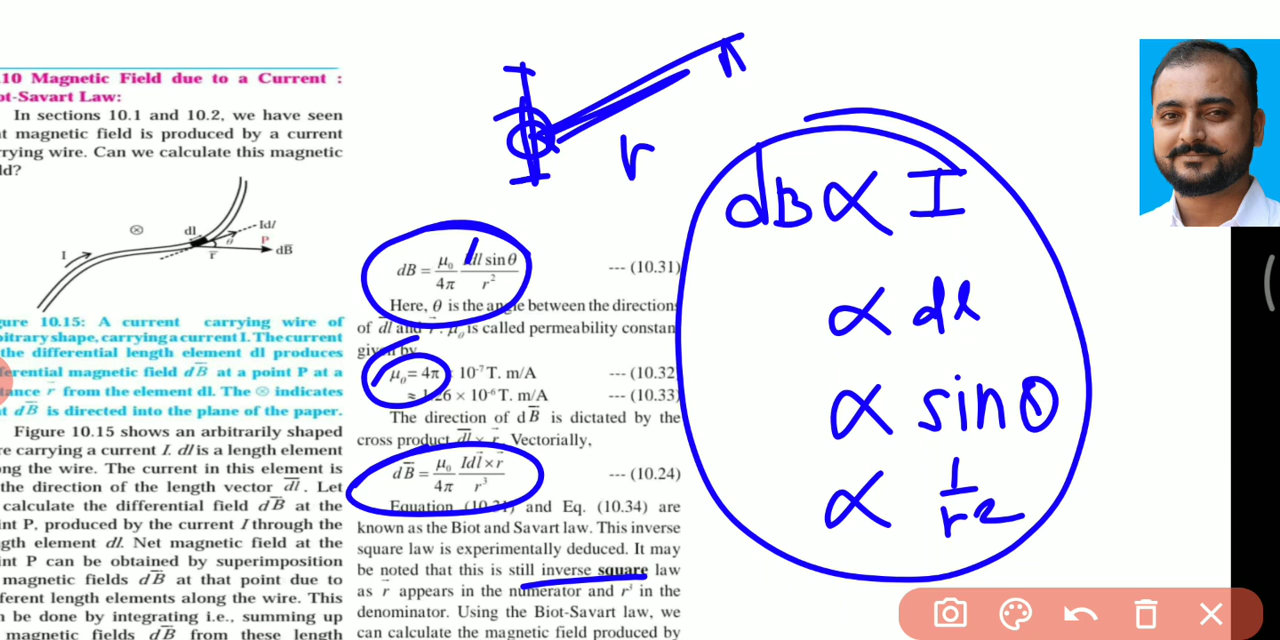 .10 Magnetic Field due to a Current :
ot-Savart Law:
In sections 10.1 and 10.2, we have seen
at magnetic field is produced by a current
rrying wire. Can we calculate this magnetic
ld?
dl
Idl
θ
P
I
r
dB̅
ure 10.15: A current carrying wire of
bitrary shape, carrying a current I. The current
the differential length element dl produces
erential magnetic field dB̅ at a point P at a
tance r⃗ from the element dl. The ⊗ indicates
t dB̅ is directed into the plane of the paper.
Figure 10.15 shows an arbitrarily shaped
re carrying a current I. dl is a length element
ong the wire. The current in this element is
the direction of the length vector dl⃗. Let
calculate the differential field dB̅ at the
int P, produced by the current I through the
gth element dl. Net magnetic field at the
int P can be obtained by superimposition
magnetic fields dB̅ at that point due to
ferent length elements along the wire. This
n be done by integrating i.e., summing up
magnetic fields dB̅ from these length
dB = μ₀/4π Idl sinθ/r² --- (10.31)
Here, θ is the angle between the directions
of dl⃗ and r⃗. μ₀ is called permeability constan
given by
μ₀ = 4π 10⁻⁷ T. m/A --- (10.32
≈ 1.26 × 10⁻⁶ T. m/A --- (10.33)
The direction of dB̅ is dictated by the
cross product dl⃗ × r⃗. Vectorially,
dB̅ = μ₀/4π Idl⃗ × r⃗/r³ --- (10.24)
Equation (10.31) and Eq. (10.34) are
known as the Biot and Savart law. This inverse
square law is experimentally deduced. It may
be noted that this is still inverse square law
as r⃗ appears in the numerator and r³ in the
denominator. Using the Biot-Savart law, we
can calculate the magnetic field produced by
r
dB ∝ I
∝ dl
∝ sinθ
∝ 1/r²